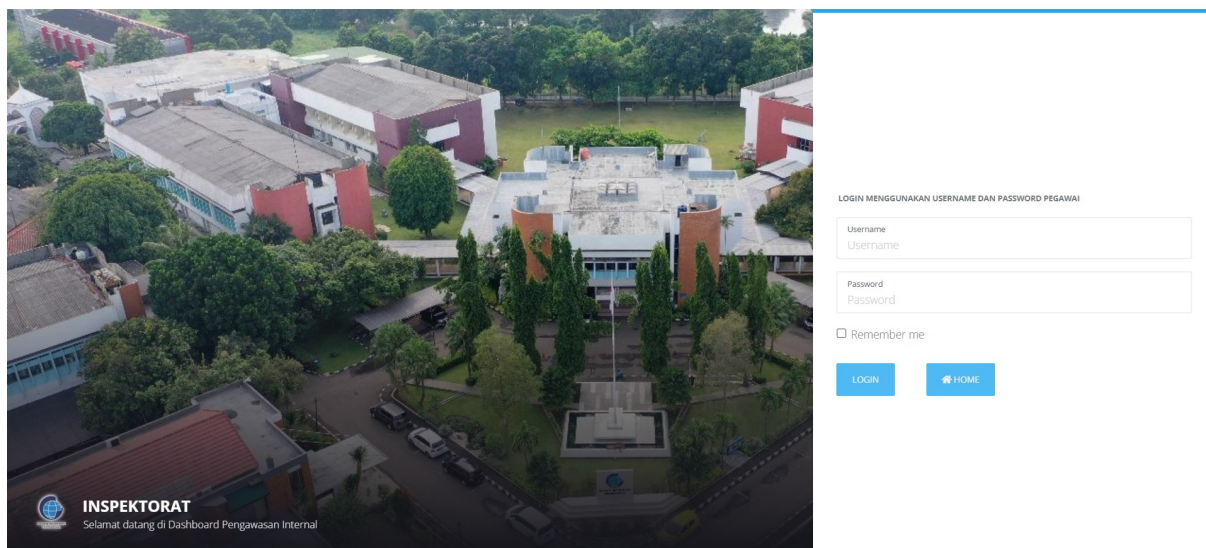 LOGIN MENGGUNAKAN USERNAME DAN PASSWORD PEGAWAI
Username
Username
Password
Password
Remember me
LOGIN
HOME
INSPEKTORAT
Selamat datang di Dashboard Pengawasan Internal